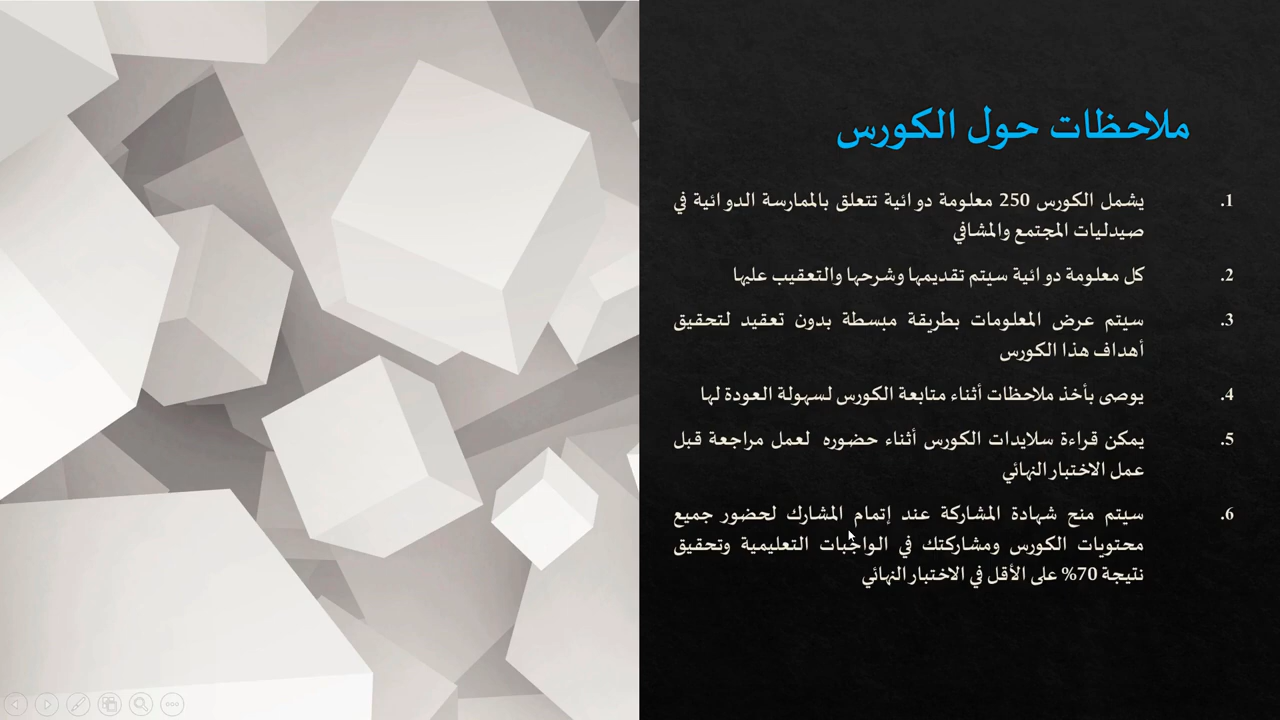 ملاحظات حول الكورس
1. يشمل الكورس 250 معلومة دوائية تتعلق بالممارسة الدوائية في
صيدليات المجتمع والمشافي
2. كل معلومة دوائية سيتم تقديمها وشرحها والتعقيب عليها
3. سيتم عرض المعلومات بطريقة مبسطة بدون تعقيد لتحقيق
أهداف هذا الكورس
4. يوصى بأخذ ملاحظات أثناء متابعة الكورس لسهولة العودة لها
5. يمكن قراءة سلايدات الكورس أثناء حضوره لعمل مراجعة قبل
عمل الاختبار النهائي
6. سيتم منح شهادة المشاركة عند إتمام المشارك لحضور جميع
محتويات الكورس ومشاركتك في الواجبات التعليمية وتحقيق
نتيجة 70% على الأقل في الاختبار النهائي